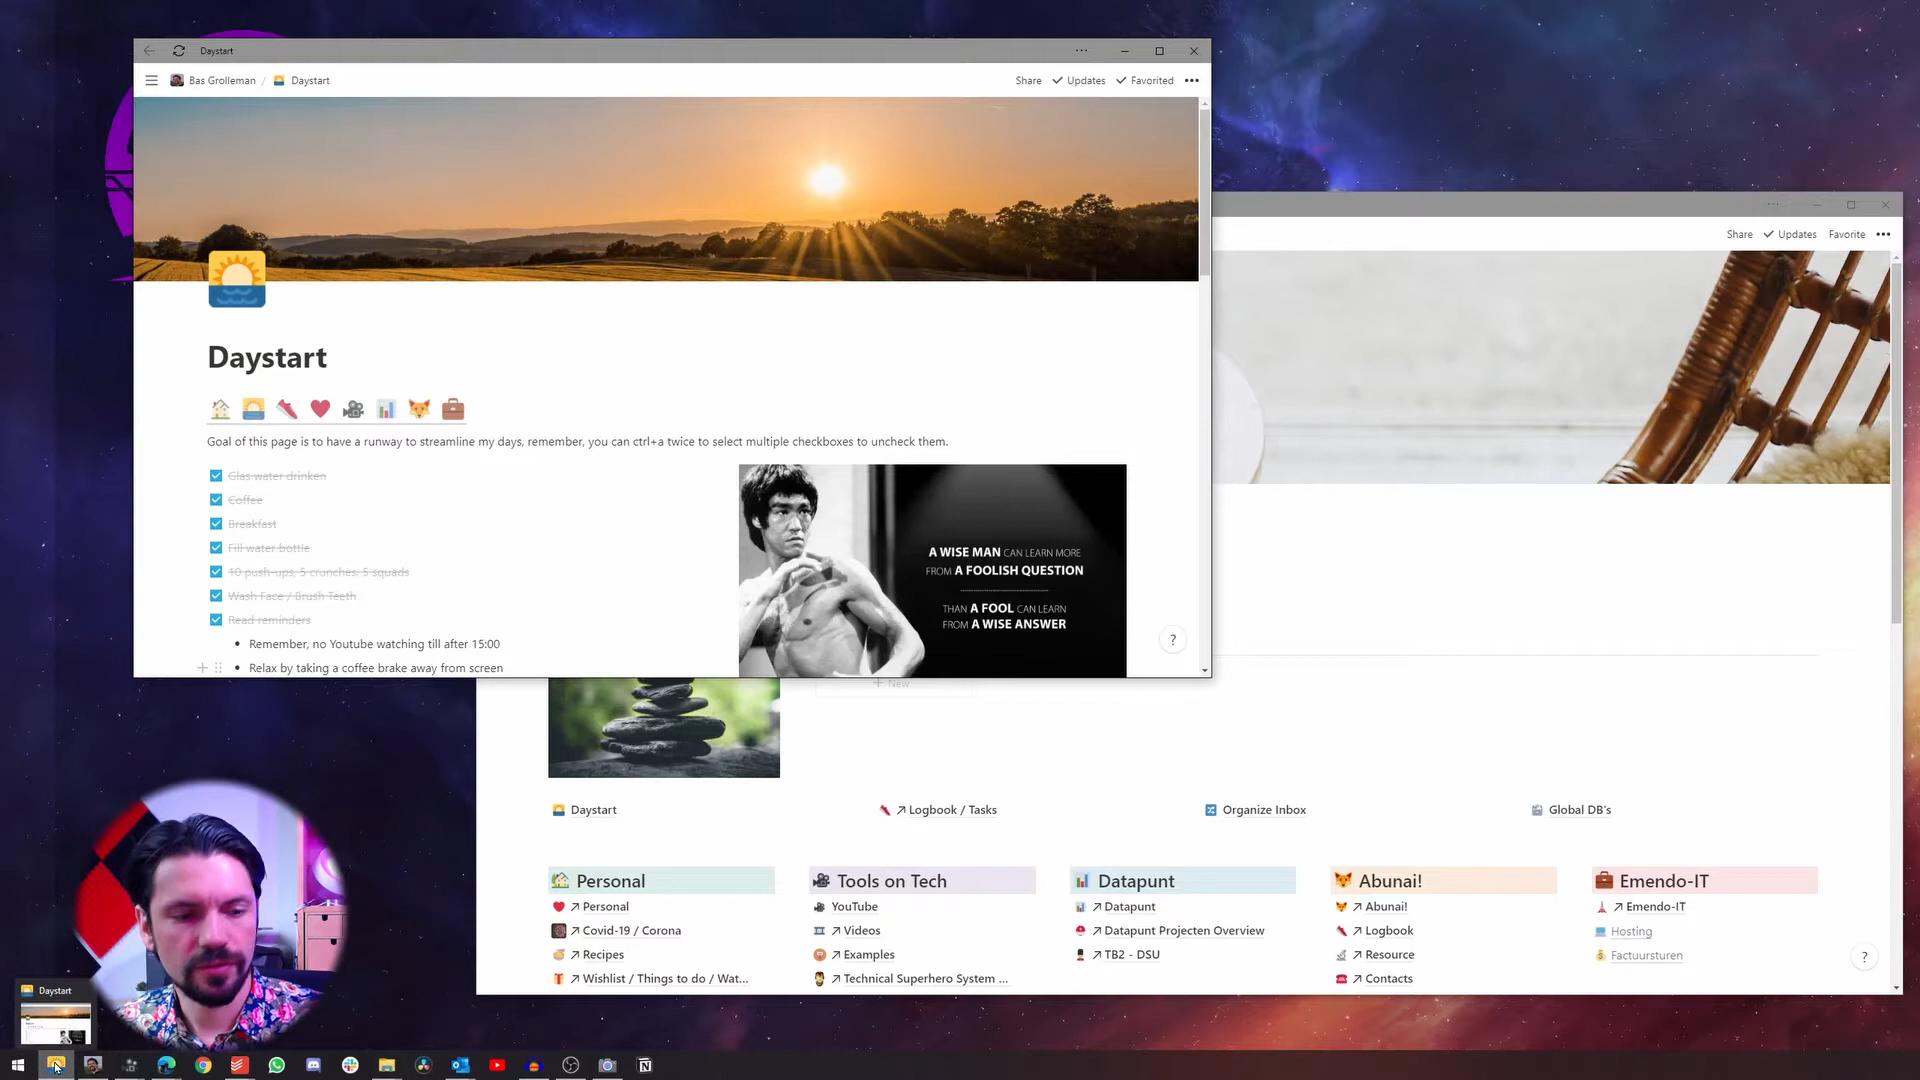 Daystart
Bas Grolleman / Daystart
Share Updates Favorited
Daystart
Goal of this page is to have a runway to streamline my days, remember, you can ctrl+a twice to select multiple checkboxes to uncheck them.
Glas water drinken
Coffee
Breakfast
Fill water bottle
10 push-ups, 5 crunches. 5 squads
Wash Face / Brush Teeth
Read reminders
Remember, no Youtube watching till after 15:00
Relax by taking a coffee brake away from screen
A WISE MAN CAN LEARN MORE
FROM A FOOLISH QUESTION
THAN A FOOL CAN LEARN
FROM A WISE ANSWER
?
Share Updates Favorite
+ New
Daystart
Logbook / Tasks
Organize Inbox
Global DB's
Personal
Personal
Covid-19 / Corona
Recipes
Wishlist / Things to do / Wat...
Tools on Tech
YouTube
Videos
Examples
Technical Superhero System ...
Datapunt
Datapunt
Datapunt Projecten Overview
TB2 - DSU
Abunai!
Abunai!
Logbook
Resource
Contacts
Emendo-IT
Emendo-IT
Hosting
Factuursturen
?
Daystart